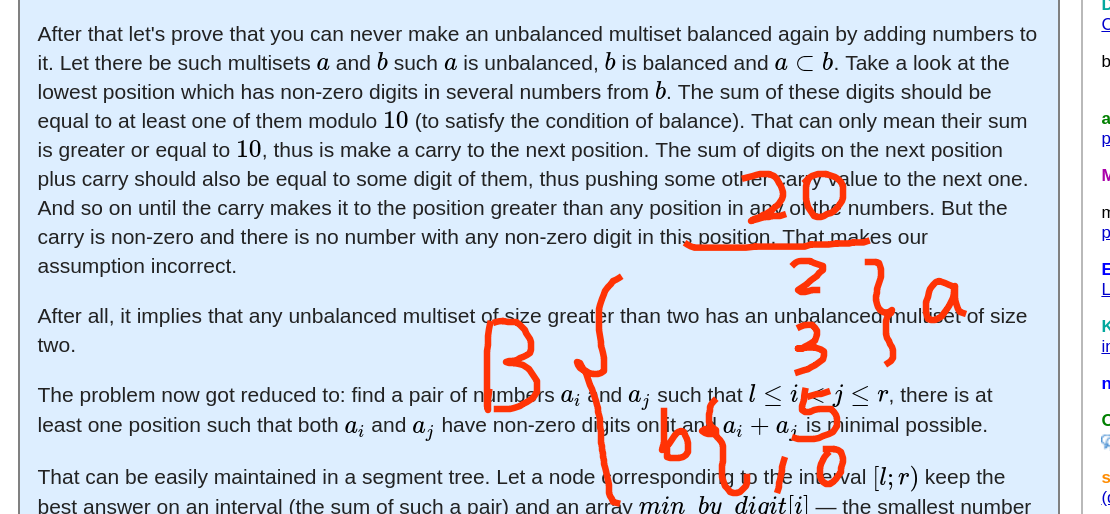 After that let's prove that you can never make an unbalanced multiset balanced again by adding numbers to
it. Let there be such multisets a and b such a is unbalanced, b is balanced and a ⊂ b. Take a look at the
lowest position which has non-zero digits in several numbers from b. The sum of these digits should be
equal to at least one of them modulo 10 (to satisfy the condition of balance). That can only mean their sum
is greater or equal to 10, thus is make a carry to the next position. The sum of digits on the next position
plus carry should also be equal to some digit of them, thus pushing some other carry value to the next one.
And so on until the carry makes it to the position greater than any position in any of the numbers. But the
carry is non-zero and there is no number with any non-zero digit in this position. That makes our
assumption incorrect.
After all, it implies that any unbalanced multiset of size greater than two has an unbalanced multiset of size
two.
The problem now got reduced to: find a pair of numbers a_i and a_j such that l ≤ i < j ≤ r, there is at
least one position such that both a_i and a_j have non-zero digits on it and a_i + a_j is minimal possible.
That can be easily maintained in a segment tree. Let a node corresponding to the interval [l; r) keep the
best answer on an interval (the sum of such a pair) and an array min_by_digit[i] — the smallest number
20
2
3
5
10
a
b
B